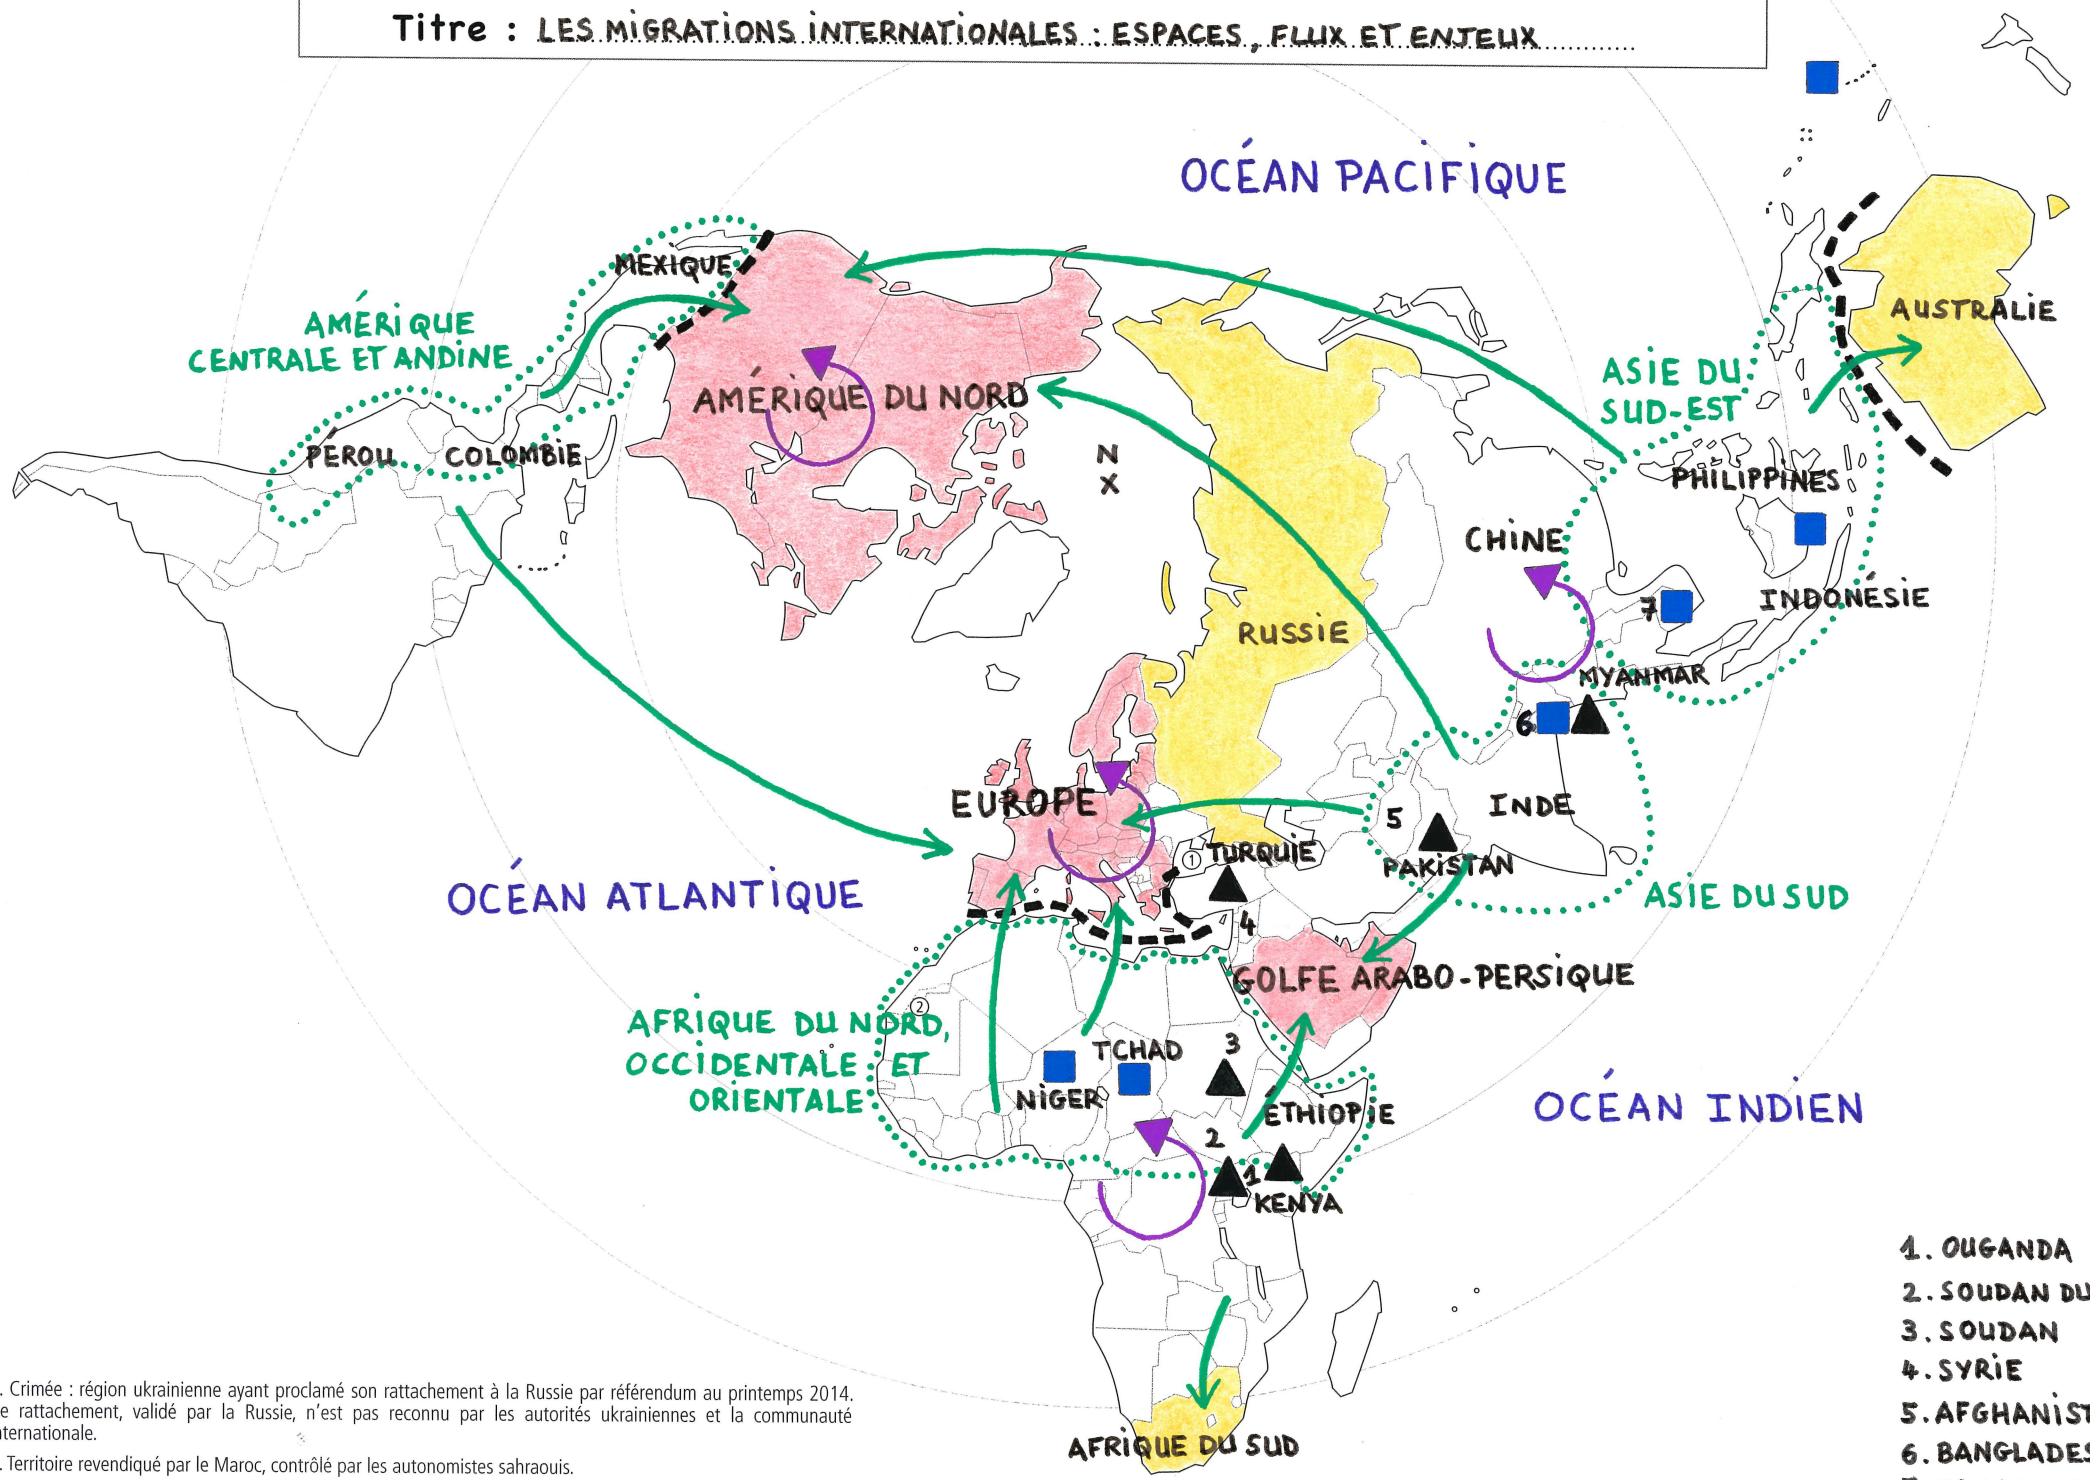 Titre : LES MIGRATIONS INTERNATIONALES : ESPACES, FLUX ET ENJEUX
OCÉAN PACIFIQUE
MEXIQUE
AMÉRIQUE
CENTRALE ET ANDINE
AUSTRALIE
ASIE DU
SUD-EST
AMÉRIQUE DU NORD
PÉROU
COLOMBIE
N
X
PHILIPPINES
CHINE
7
INDONÉSIE
RUSSIE
MYANMAR
6
EUROPE
5
INDE
1
TURQUIE
PAKISTAN
OCÉAN ATLANTIQUE
ASIE DU SUD
4
GOLFE ARABO-PERSIQUE
2
AFRIQUE DU NORD,
OCCIDENTALE ET
ORIENTALE
TCHAD
3
NIGER
ÉTHIOPIE
OCÉAN INDIEN
2
1
KENYA
1. OUGANDA
2. SOUDAN DU
3. SOUDAN
4. SYRIE
5. AFGHANIST
6. BANGLADES
. Crimée : région ukrainienne ayant proclamé son rattachement à la Russie par référendum au printemps 2014.
e rattachement, validé par la Russie, n'est pas reconnu par les autorités ukrainiennes et la communauté
nternationale.
. Territoire revendiqué par le Maroc, contrôlé par les autonomistes sahraouis.
AFRIQUE DU SUD